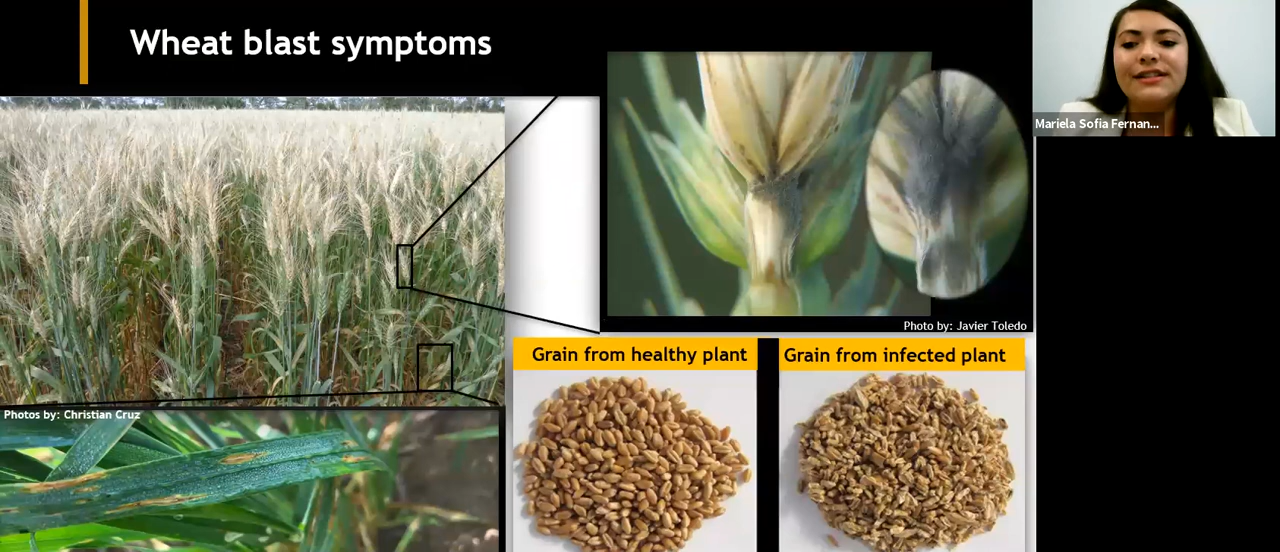 Wheat blast symptoms
Mariela Sofia Fernan...
Photo by: Javier Toledo
Grain from healthy plant
Grain from infected plant
Photos by: Christian Cruz